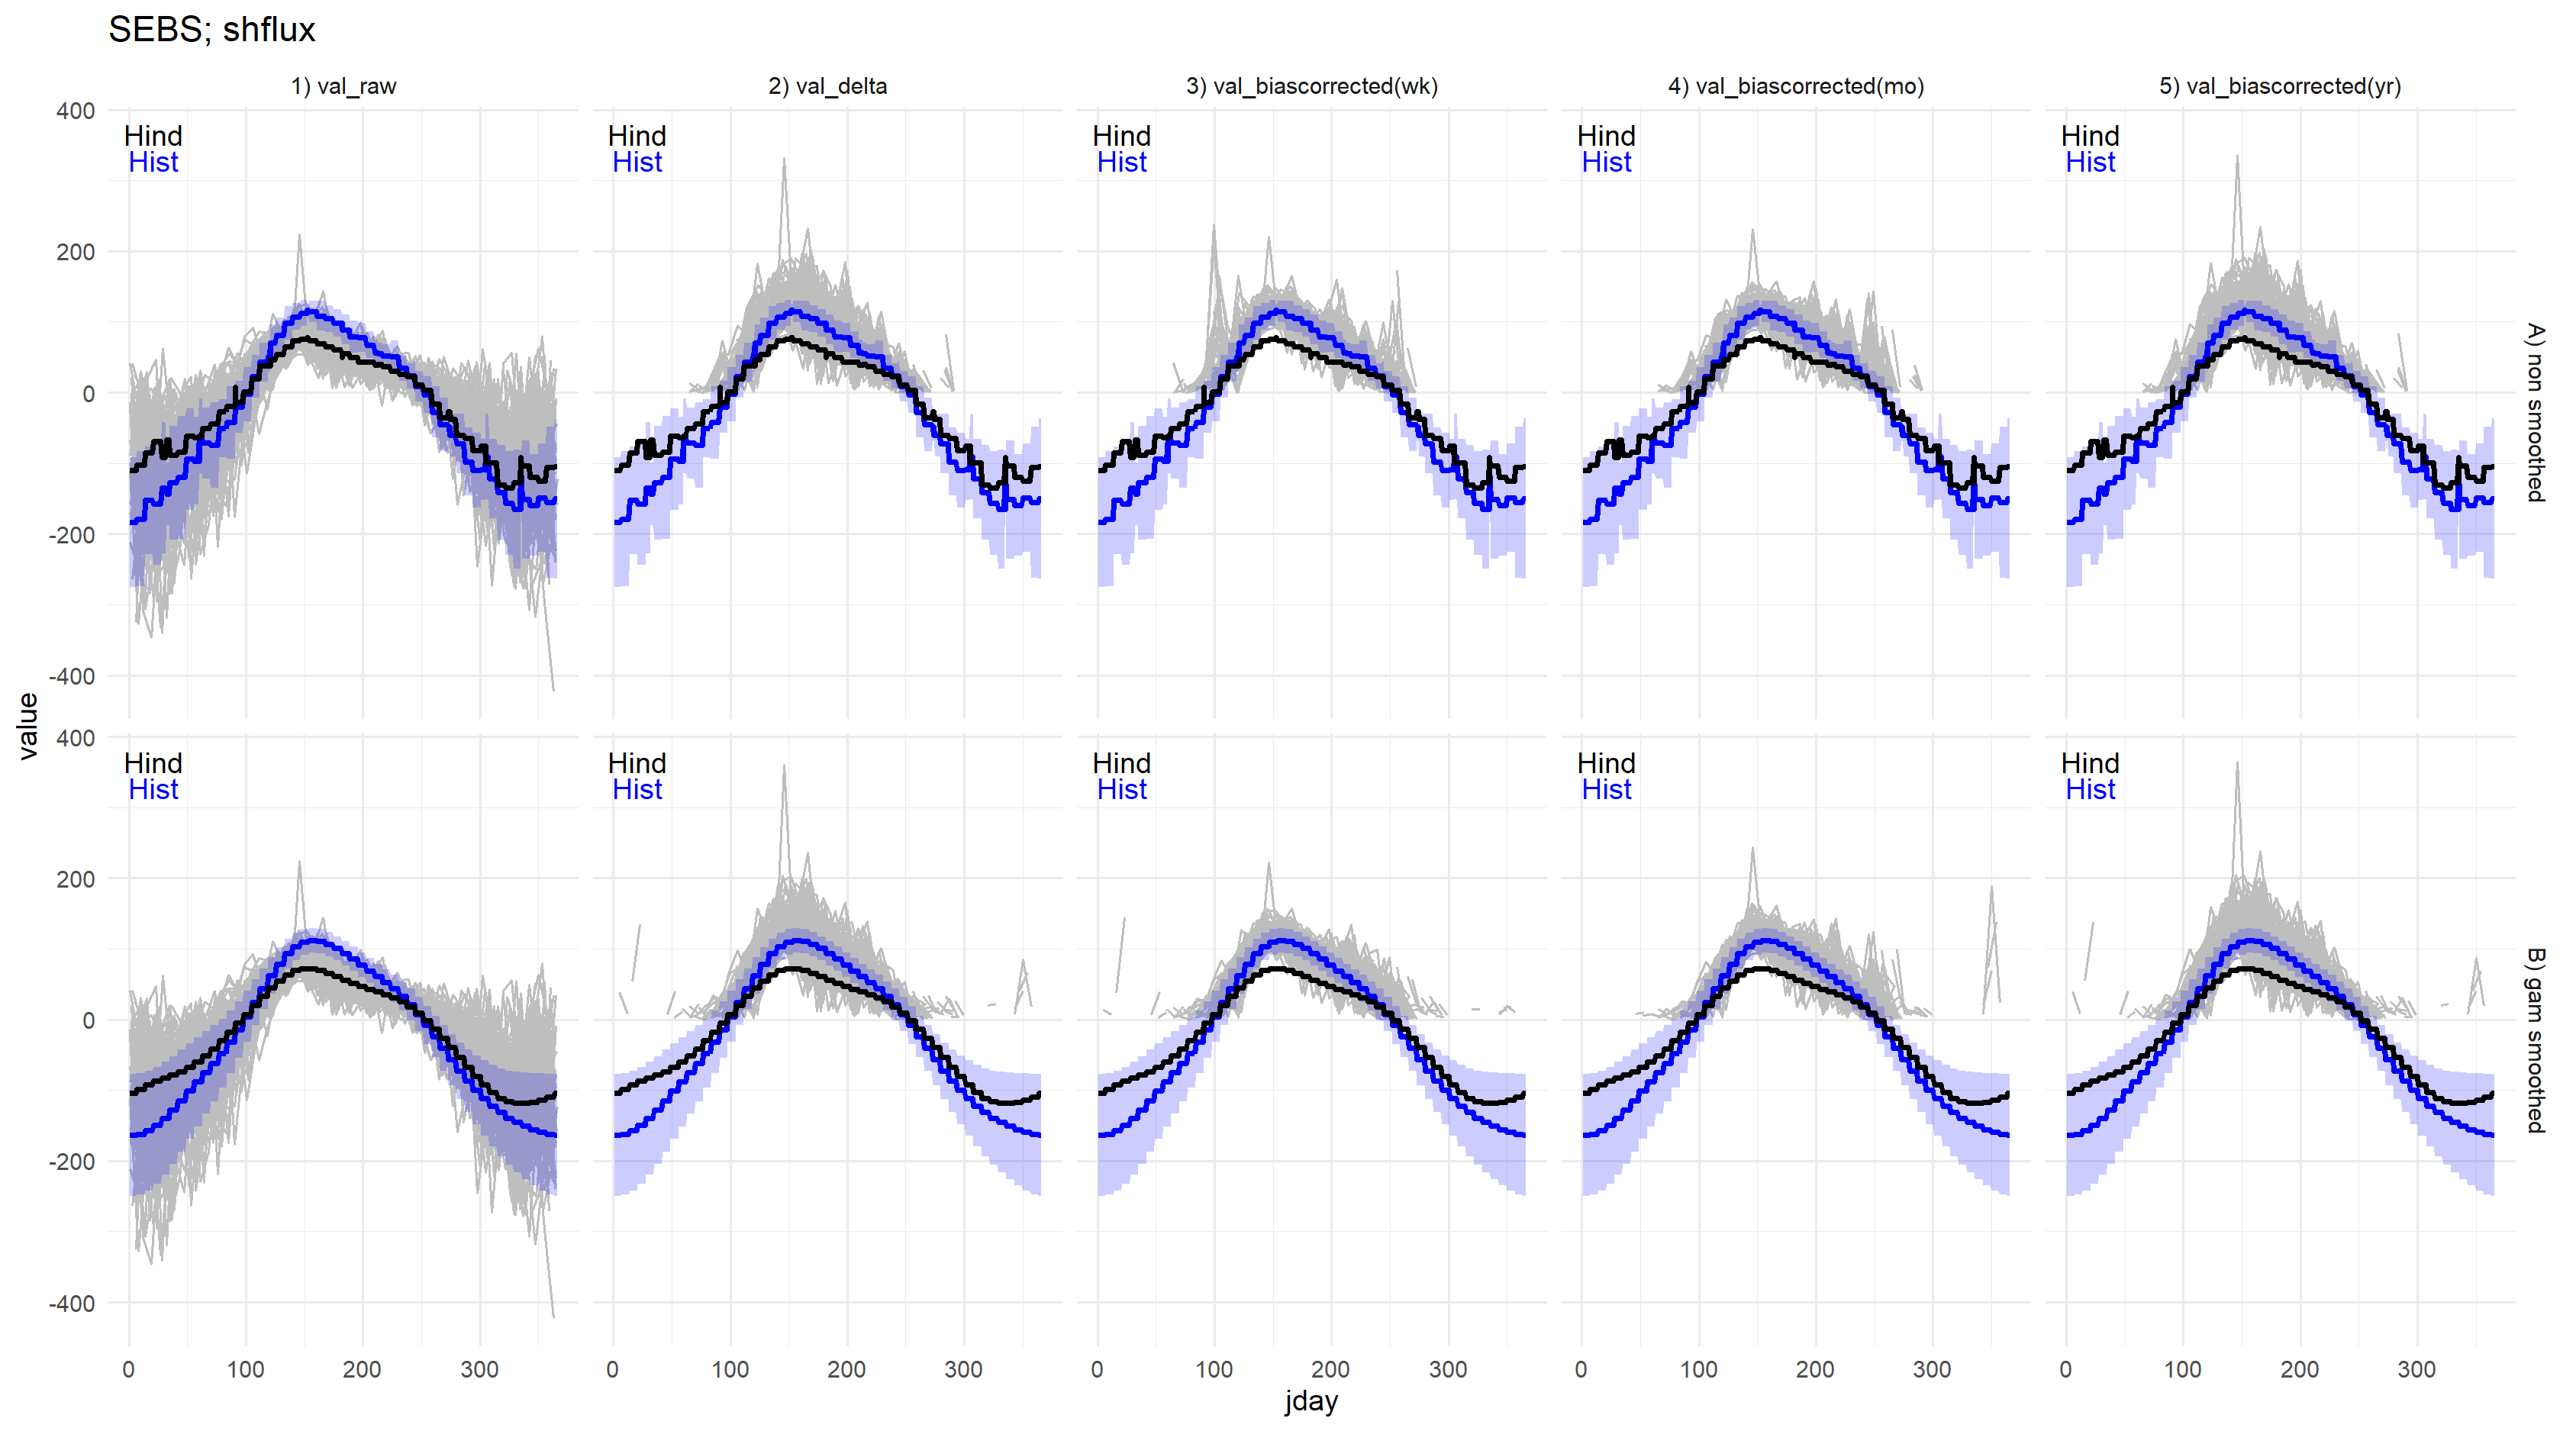 SEBS; shflux
1) val_raw
2) val_delta
3) val_biascorrected(wk)
4) val_biascorrected(mo)
5) val_biascorrected(yr)
400
200
0
-200
-400
Hind
Hist
Hind
Hist
Hind
Hist
Hind
Hist
Hind
Hist
A) non smoothed
value
400
200
0
-200
-400
Hind
Hist
Hind
Hist
Hind
Hist
Hind
Hist
Hind
Hist
B) gam smoothed
0 100 200 300
0 100 200 300
0 100 200 300
0 100 200 300
0 100 200 300
jday